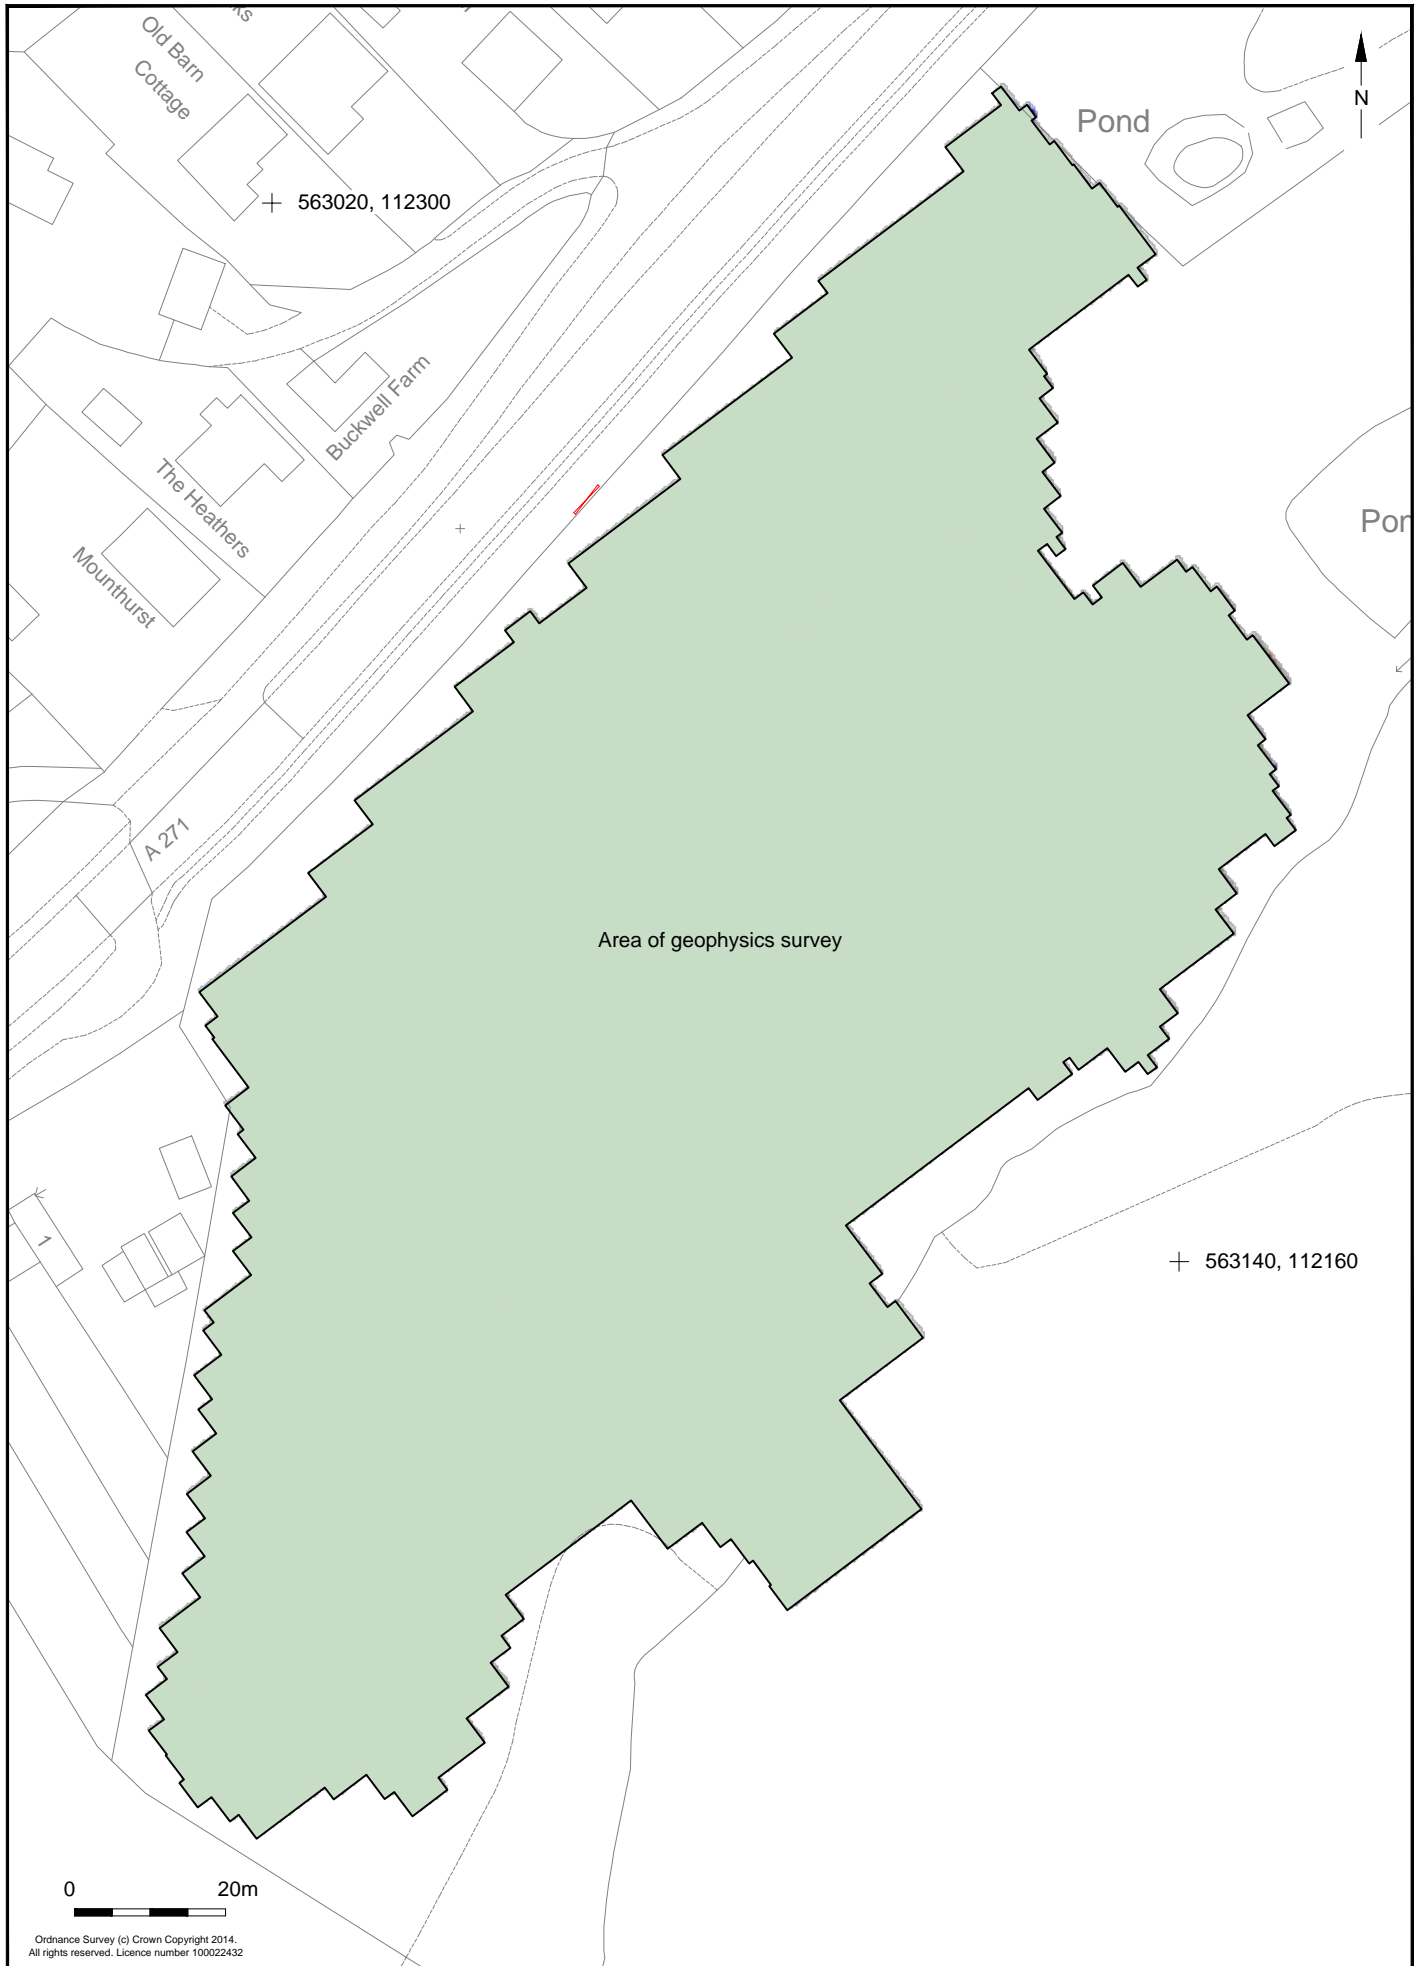 Old Barn
Cottage
N
Pond
563020, 112300
Buckwell Farm
The Heathers
Mounthurst
A 271
Area of geophysics survey
1
563140, 112160
0 20m
Ordnance Survey (c) Crown Copyright 2014.
All rights reserved. Licence number 100022432